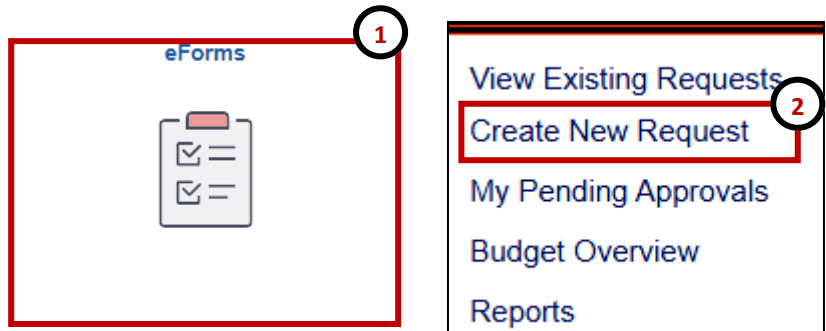 eForms
1
View Existing Requests
2
Create New Request
My Pending Approvals
Budget Overview
Reports